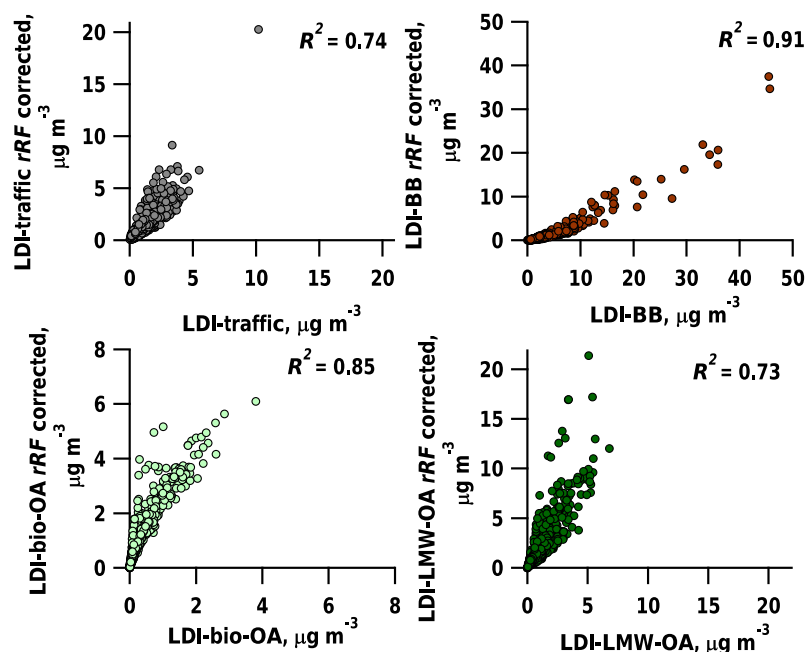 LDI-traffic rRF corrected,
µg m-3
20
15
10
5
0
R2 = 0.74
0 5 10 15 20
LDI-traffic, µg m-3
LDI-BB rRF corrected,
µg m-3
50
40
30
20
10
0
R2 = 0.91
0 10 20 30 40 50
LDI-BB, µg m-3
LDI-bio-OA rRF corrected,
µg m-3
8
6
4
2
0
R2 = 0.85
0 2 4 6 8
LDI-bio-OA, µg m-3
LDI-LMW-OA rRF corrected,
µg m-3
20
15
10
5
0
R2 = 0.73
0 5 10 15 20
LDI-LMW-OA, µg m-3